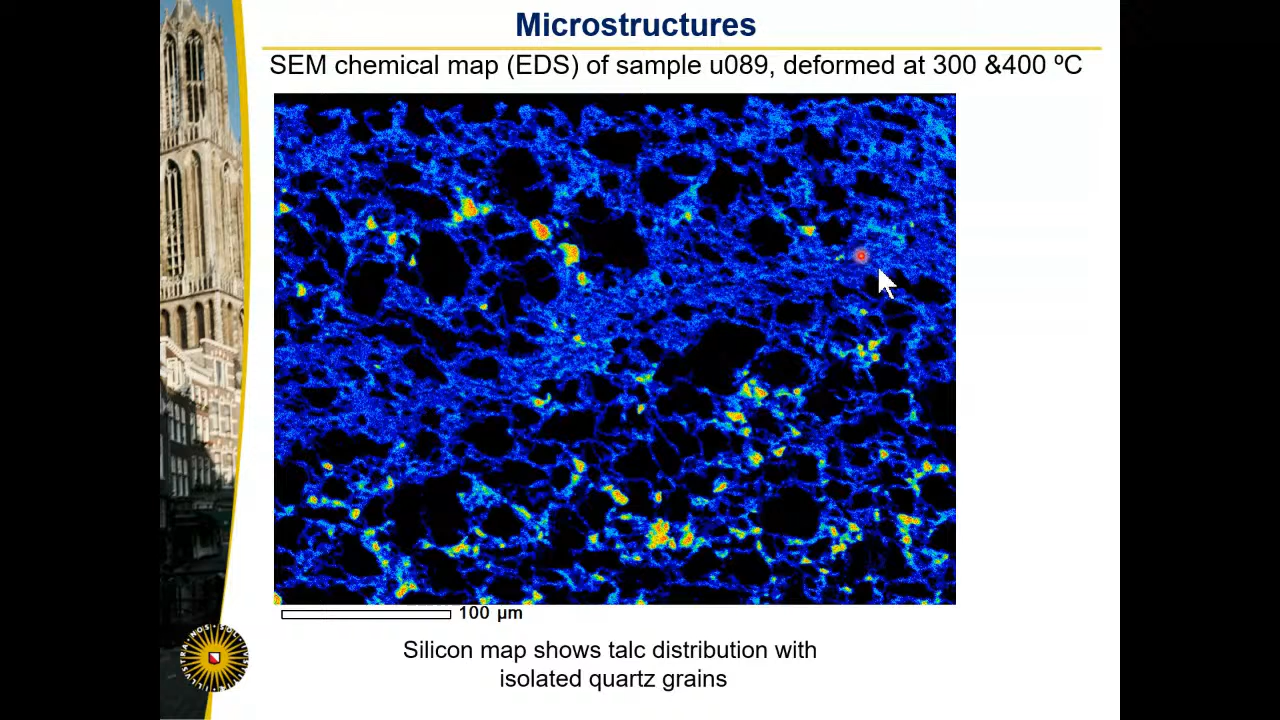 Microstructures
SEM chemical map (EDS) of sample u089, deformed at 300 &400 ºC
100 µm
Silicon map shows talc distribution with
isolated quartz grains